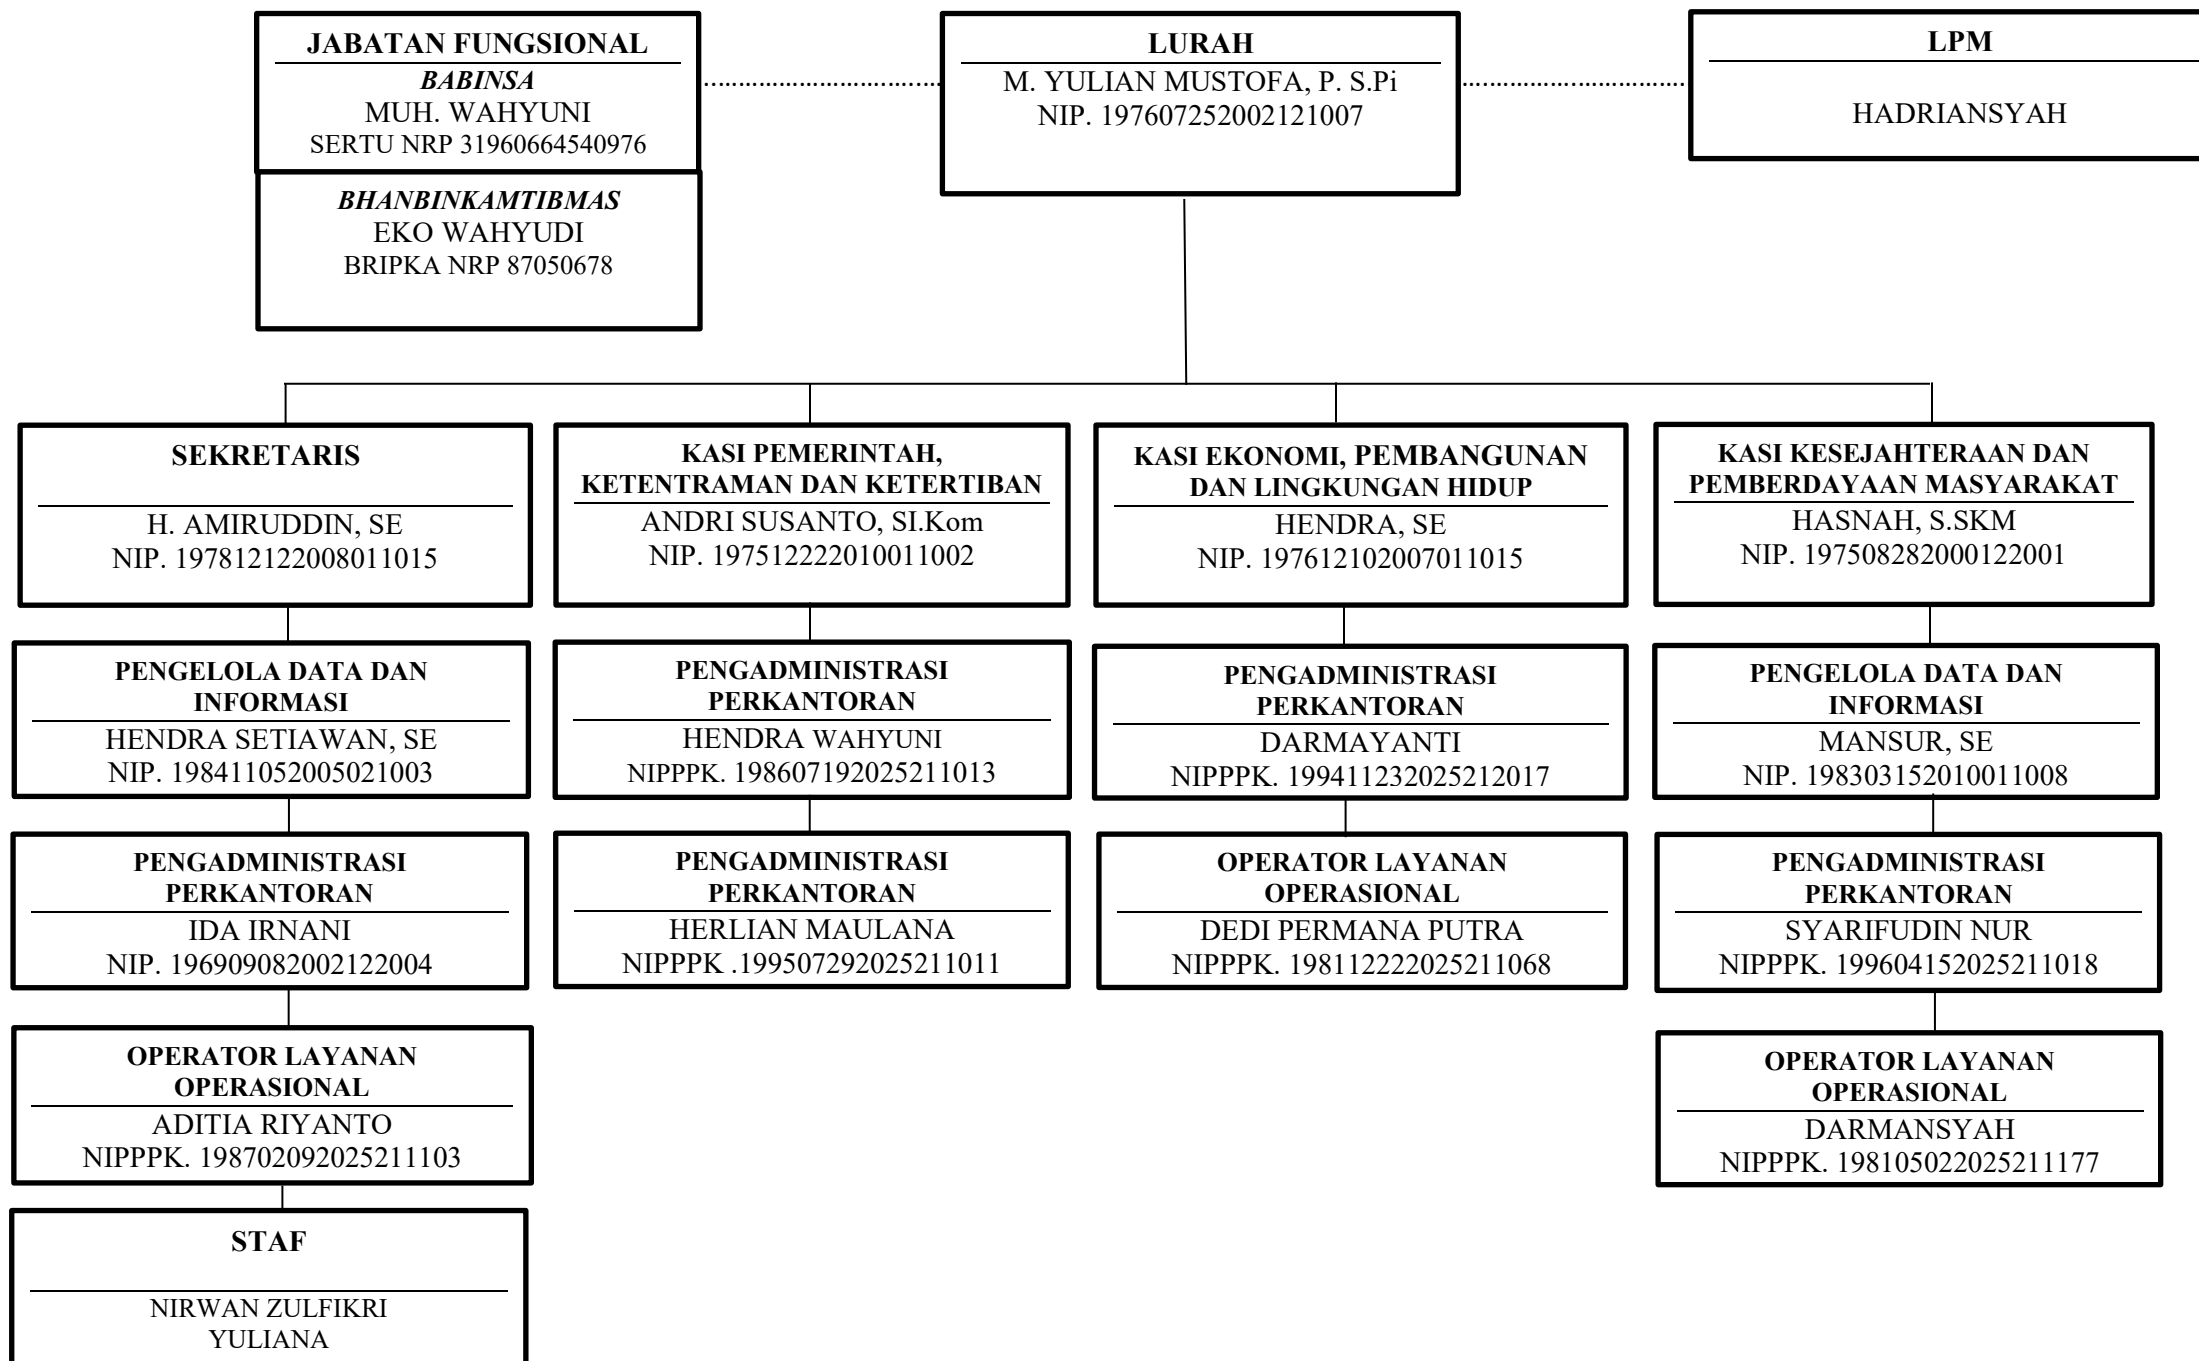 JABATAN FUNGSIONAL
BABINSA
MUH. WAHYUNI
SERTU NRP 31960664540976
BHANBINKAMTIBMAS
EKO WAHYUDI
BRIPKA NRP 87050678
LURAH
M. YULIAN MUSTOFA, P. S.Pi
NIP. 197607252002121007
LPM
HADRIANSYAH
SEKRETARIS
H. AMIRUDDIN, SE
NIP. 197812122008011015
KASI PEMERINTAH,
KETENTRAMAN DAN KETERTIBAN
ANDRI SUSANTO, SI.Kom
NIP. 197512222010011002
KASI EKONOMI, PEMBANGUNAN
DAN LINGKUNGAN HIDUP
HENDRA, SE
NIP. 197612102007011015
KASI KESEJAHTERAAN DAN
PEMBERDAYAAN MASYARAKAT
HASNAH, S.SKM
NIP. 197508282000122001
PENGELOLA DATA DAN
INFORMASI
HENDRA SETIAWAN, SE
NIP. 198411052005021003
PENGADMINISTRASI
PERKANTORAN
HENDRA WAHYUNI
NIPPPK. 198607192025211013
PENGADMINISTRASI
PERKANTORAN
DARMAYANTI
NIPPPK. 199411232025212017
PENGELOLA DATA DAN
INFORMASI
MANSUR, SE
NIP. 198303152010011008
PENGADMINISTRASI
PERKANTORAN
IDA IRNANI
NIP. 196909082002122004
PENGADMINISTRASI
PERKANTORAN
HERLIAN MAULANA
NIPPPK .199507292025211011
OPERATOR LAYANAN
OPERASIONAL
DEDI PERMANA PUTRA
NIPPPK. 198112222025211068
PENGADMINISTRASI
PERKANTORAN
SYARIFUDIN NUR
NIPPPK. 199604152025211018
OPERATOR LAYANAN
OPERASIONAL
ADITIA RIYANTO
NIPPPK. 198702092025211103
OPERATOR LAYANAN
OPERASIONAL
DARMANSYAH
NIPPPK. 198105022025211177
STAF
NIRWAN ZULFIKRI
YULIANA